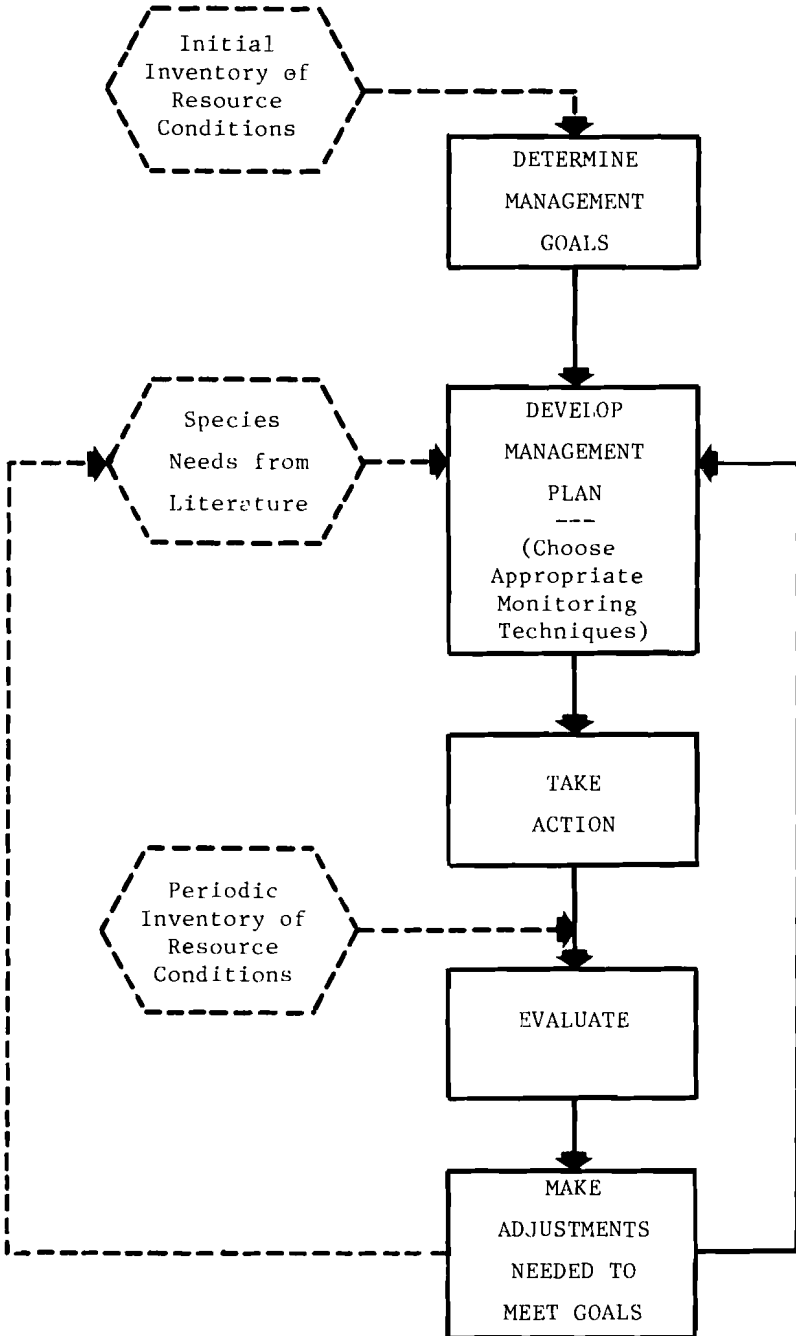 Initial
Inventory of
Resource
Conditions
DETERMINE
MANAGEMENT
GOALS
Species
Needs from
Literature
DEVELOP
MANAGEMENT
PLAN
---
(Choose
Appropriate
Monitoring
Techniques)
TAKE
ACTION
Periodic
Inventory of
Resource
Conditions
EVALUATE
MAKE
ADJUSTMENTS
NEEDED TO
MEET GOALS